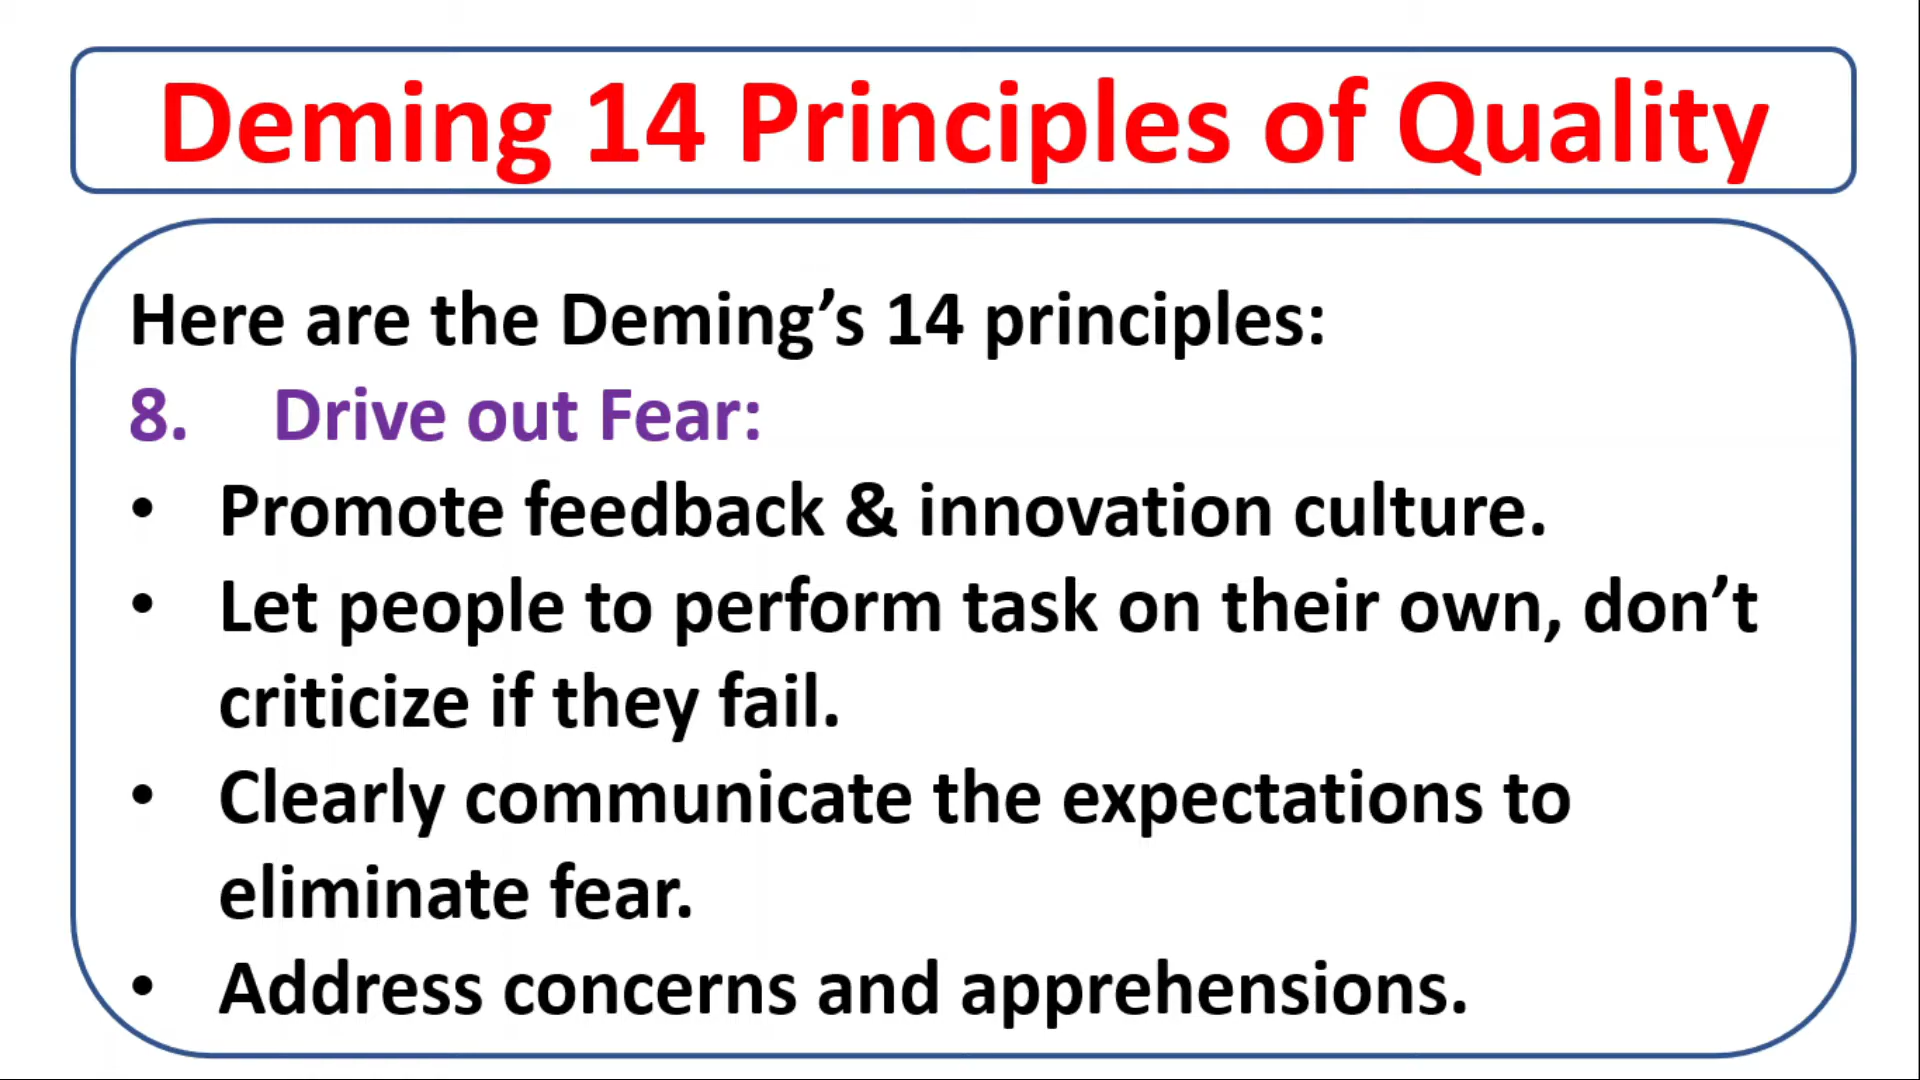 Deming 14 Principles of Quality
Here are the Deming’s 14 principles:
8. Drive out Fear:
• Promote feedback & innovation culture.
• Let people to perform task on their own, don’t
criticize if they fail.
• Clearly communicate the expectations to
eliminate fear.
• Address concerns and apprehensions.